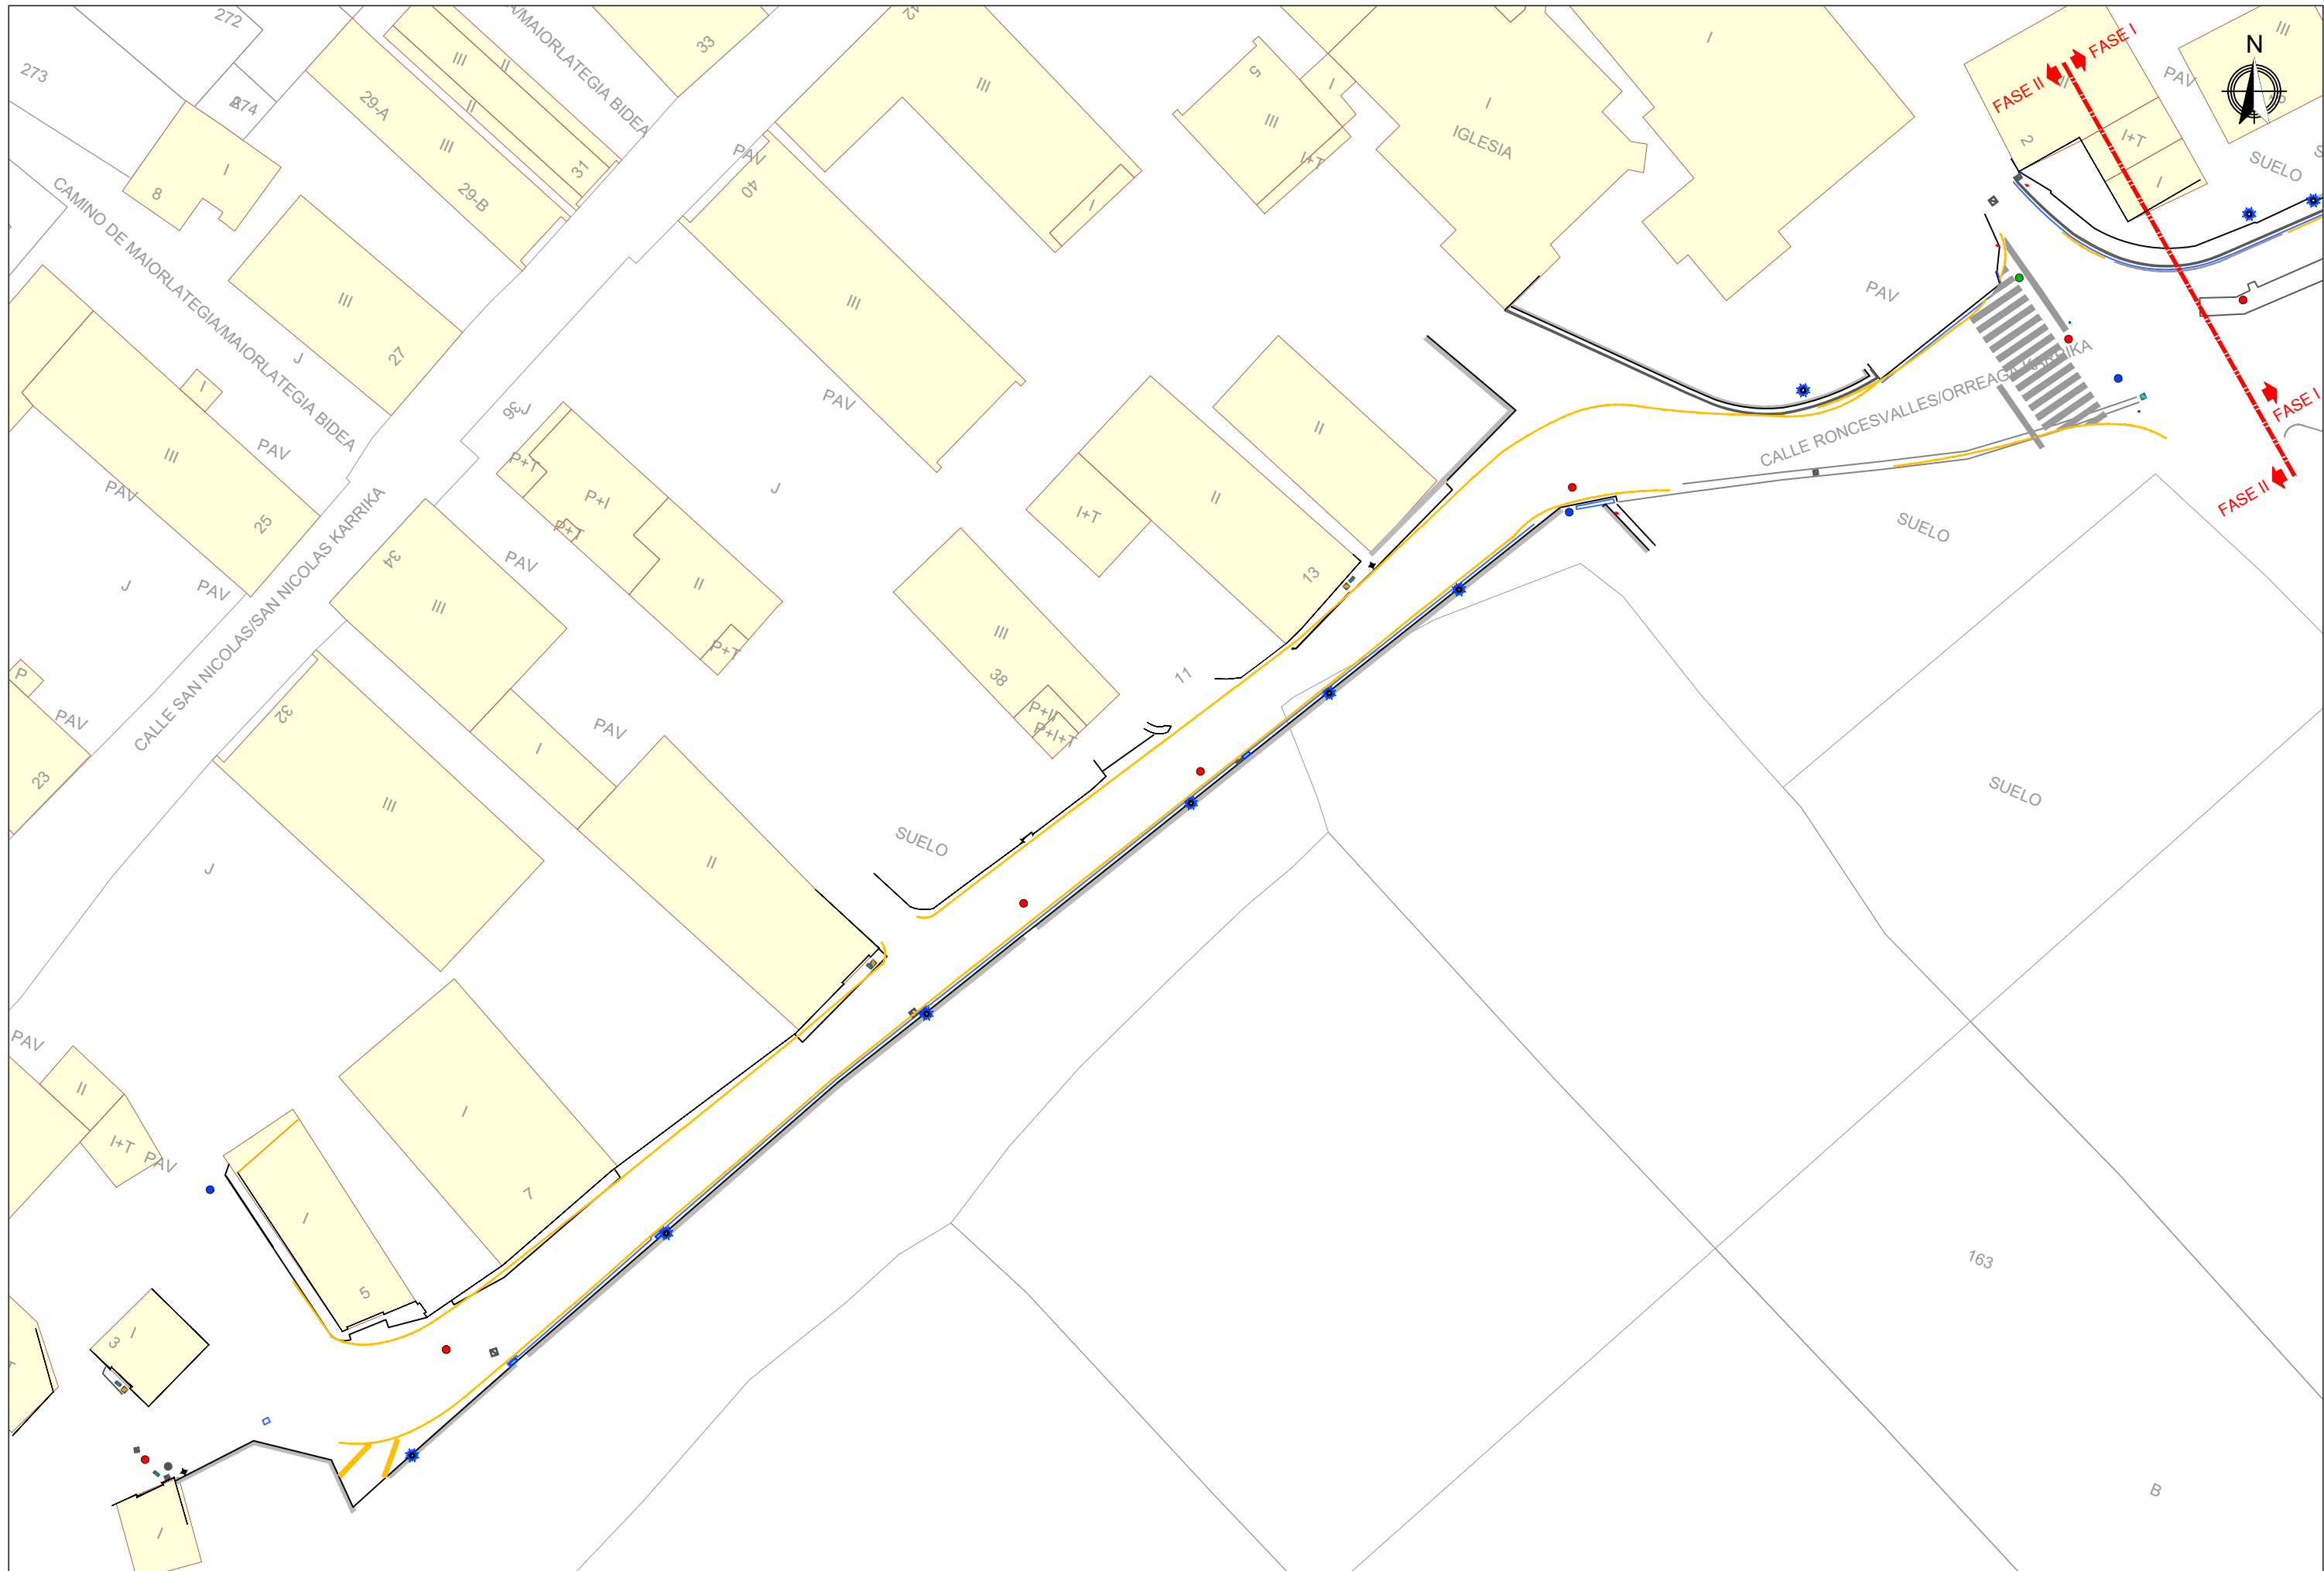 272
273
274
8
I
29-A
III
29-B
III
II
II
31
A/MAIORLATEGIA BIDEA
33
PAV
40
III
I
5
III
I
I+T
I
IGLESIA
I
PAV
FASE II
FASE I
II
2
I+T
I
PAV
III
N
SUELO
CAMINO DE MAIORLATEGIA/MAIORLATEGIA BIDEA
J
III
27
III
PAV
PAV
25
I
J
PAV
36
J
P+T
P+I
P+T
II
P+T
PAV
34
III
III
PAV
J
II
II
I+T
13
III
38
P+II
P+I+T
11
CALLE RONCESVALLES/ORREAGA KARRIKA
FASE I
FASE II
SUELO
SUELO
CALLE SAN NICOLAS/SAN NICOLAS KARRIKA
P
PAV
23
32
III
I
PAV
II
SUELO
J
PAV
II
I+T
PAV
I
7
I
5
3
I
I
163
B